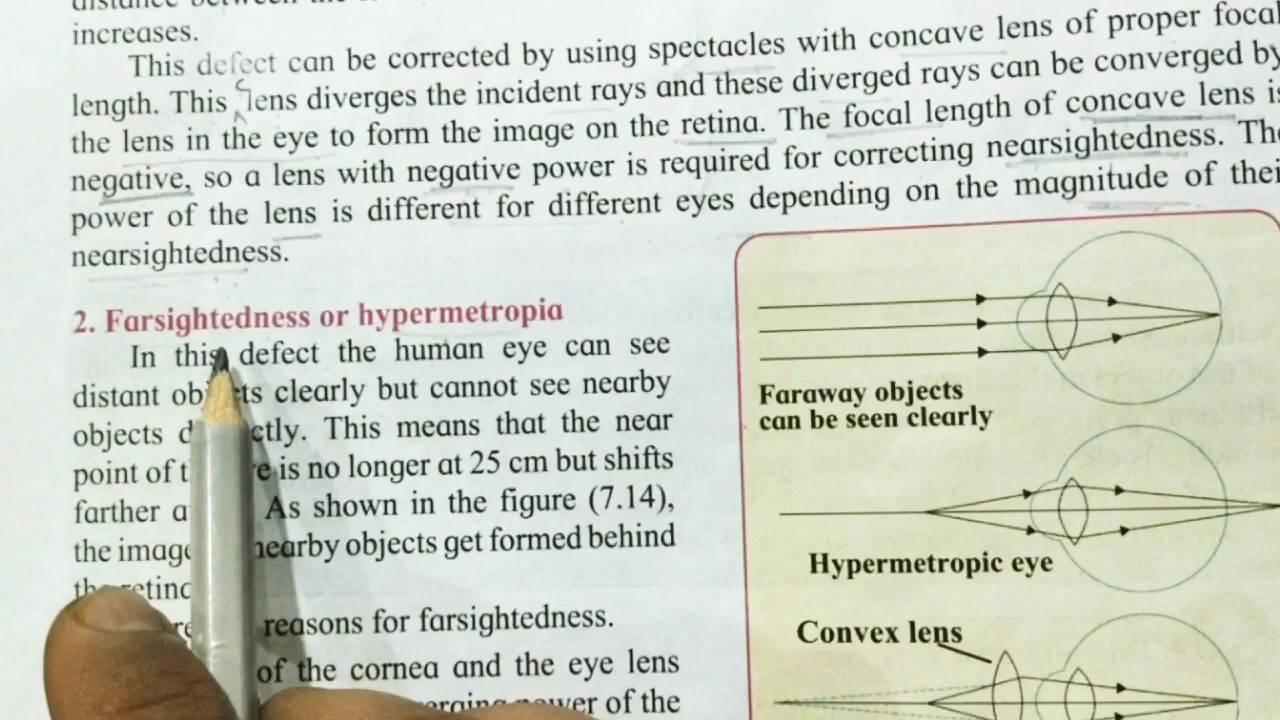 increases.
This defect can be corrected by using spectacles with concave lens of proper focal
length. This lens diverges the incident rays and these diverged rays can be converged by
the lens in the eye to form the image on the retina. The focal length of concave lens is
negative, so a lens with negative power is required for correcting nearsightedness. The
power of the lens is different for different eyes depending on the magnitude of their
nearsightedness.
2. Farsightedness or hypermetropia
In this defect the human eye can see
distant objects clearly but cannot see nearby
objects distinctly. This means that the near
point of the eye is no longer at 25 cm but shifts
farther As shown in the figure (7.14),
the image nearby objects get formed behind
reasons for farsightedness.
of the cornea and the eye lens
power of the
Faraway objects
can be seen clearly
Hypermetropic eye
Convex lens